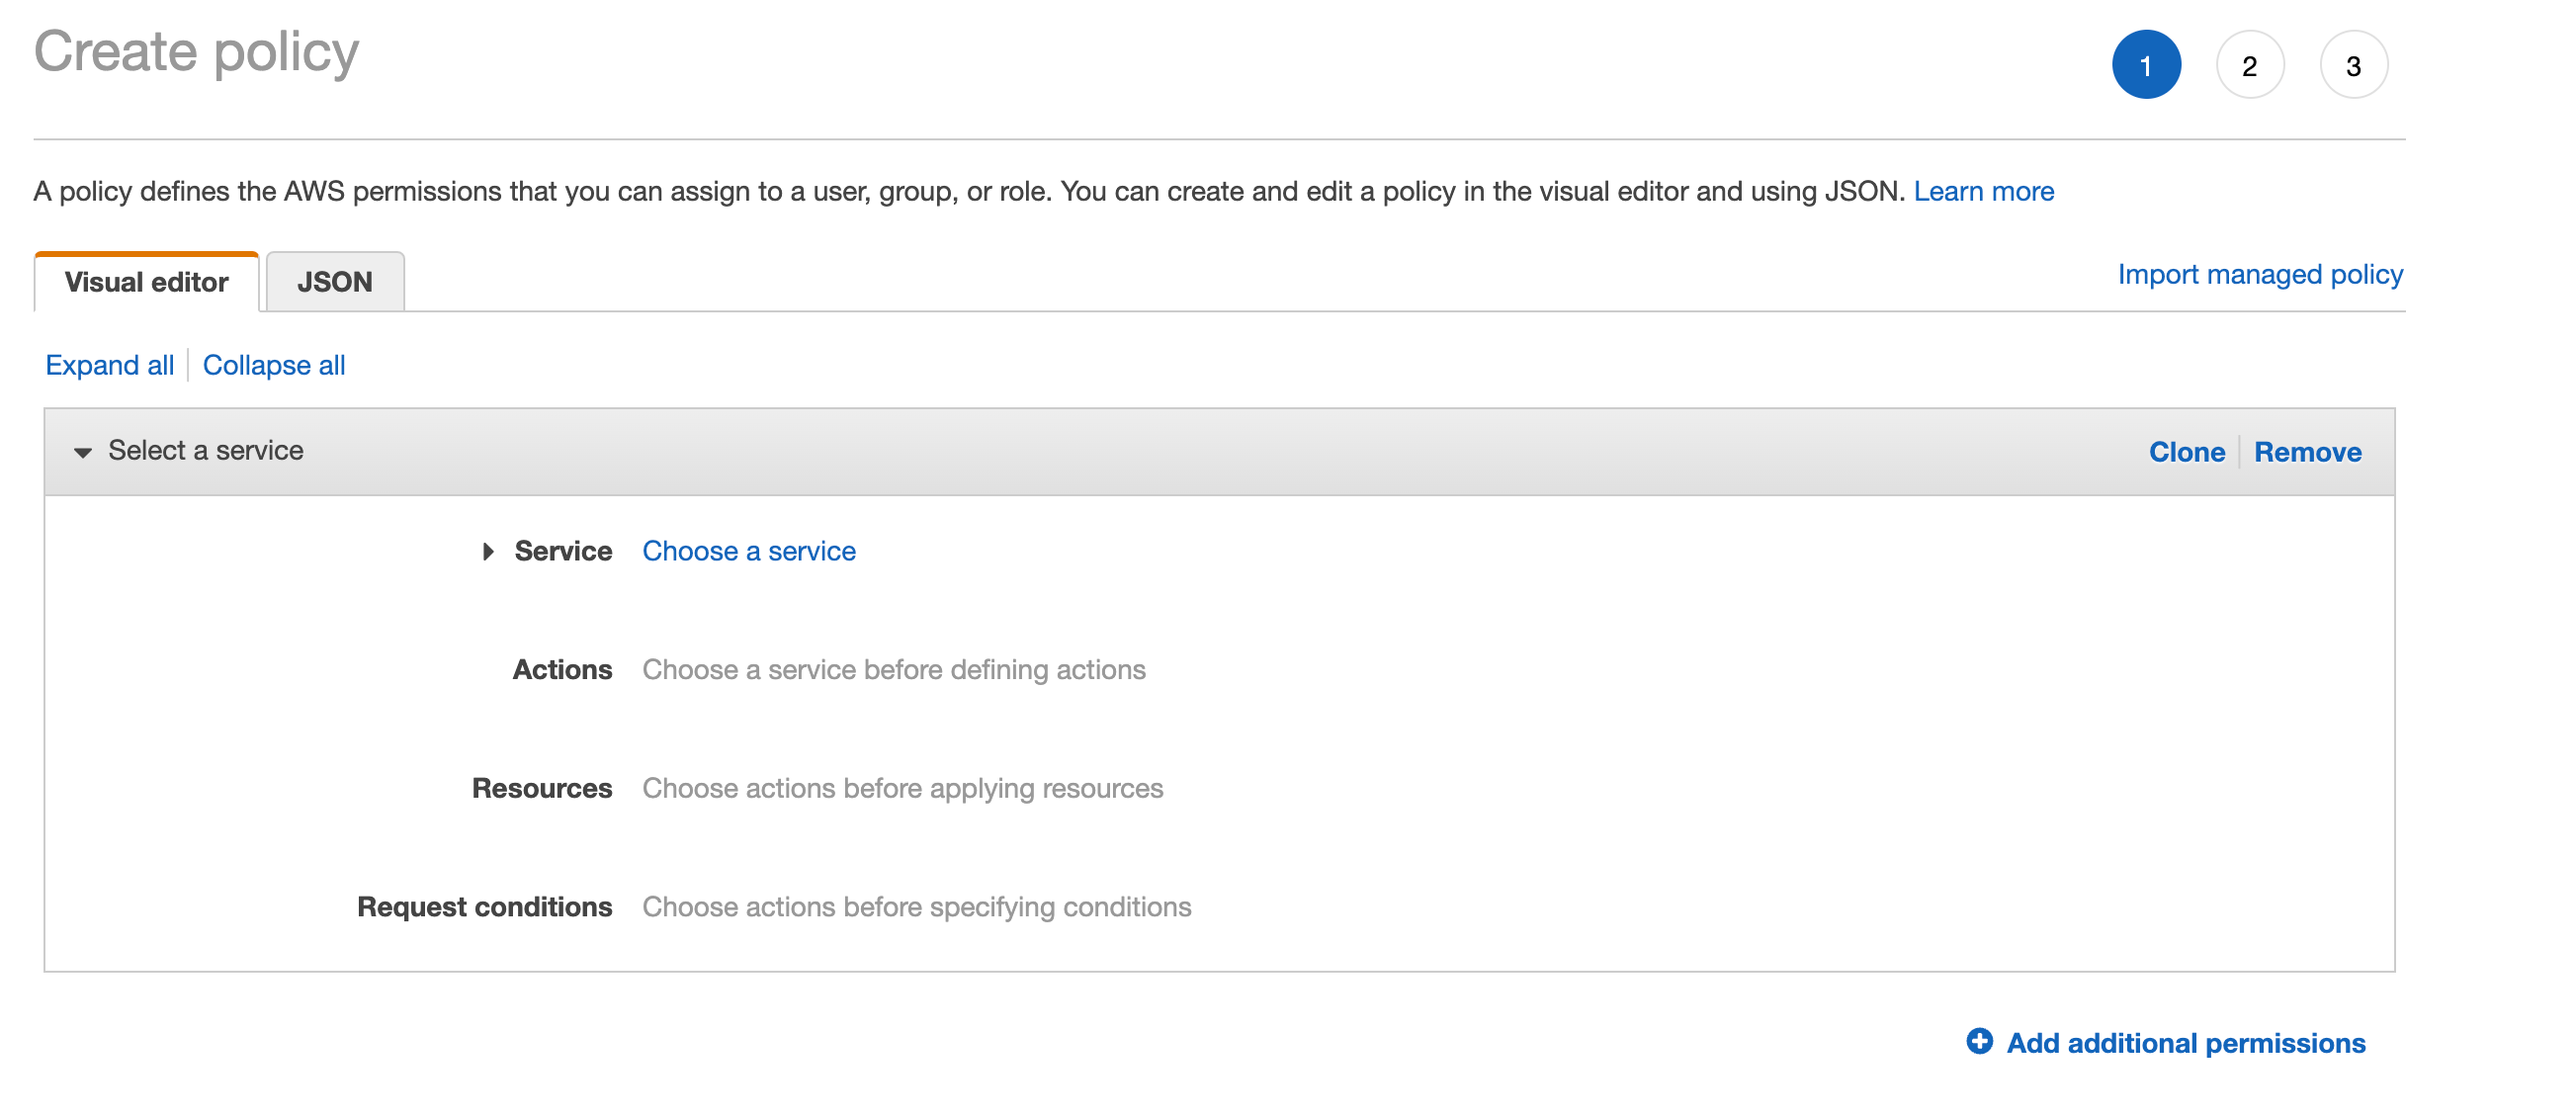 Create policy
1 2 3
A policy defines the AWS permissions that you can assign to a user, group, or role. You can create and edit a policy in the visual editor and using JSON. Learn more
Visual editor JSON Import managed policy
Expand all Collapse all
Select a service Clone Remove
Service Choose a service
Actions Choose a service before defining actions
Resources Choose actions before applying resources
Request conditions Choose actions before specifying conditions
Add additional permissions